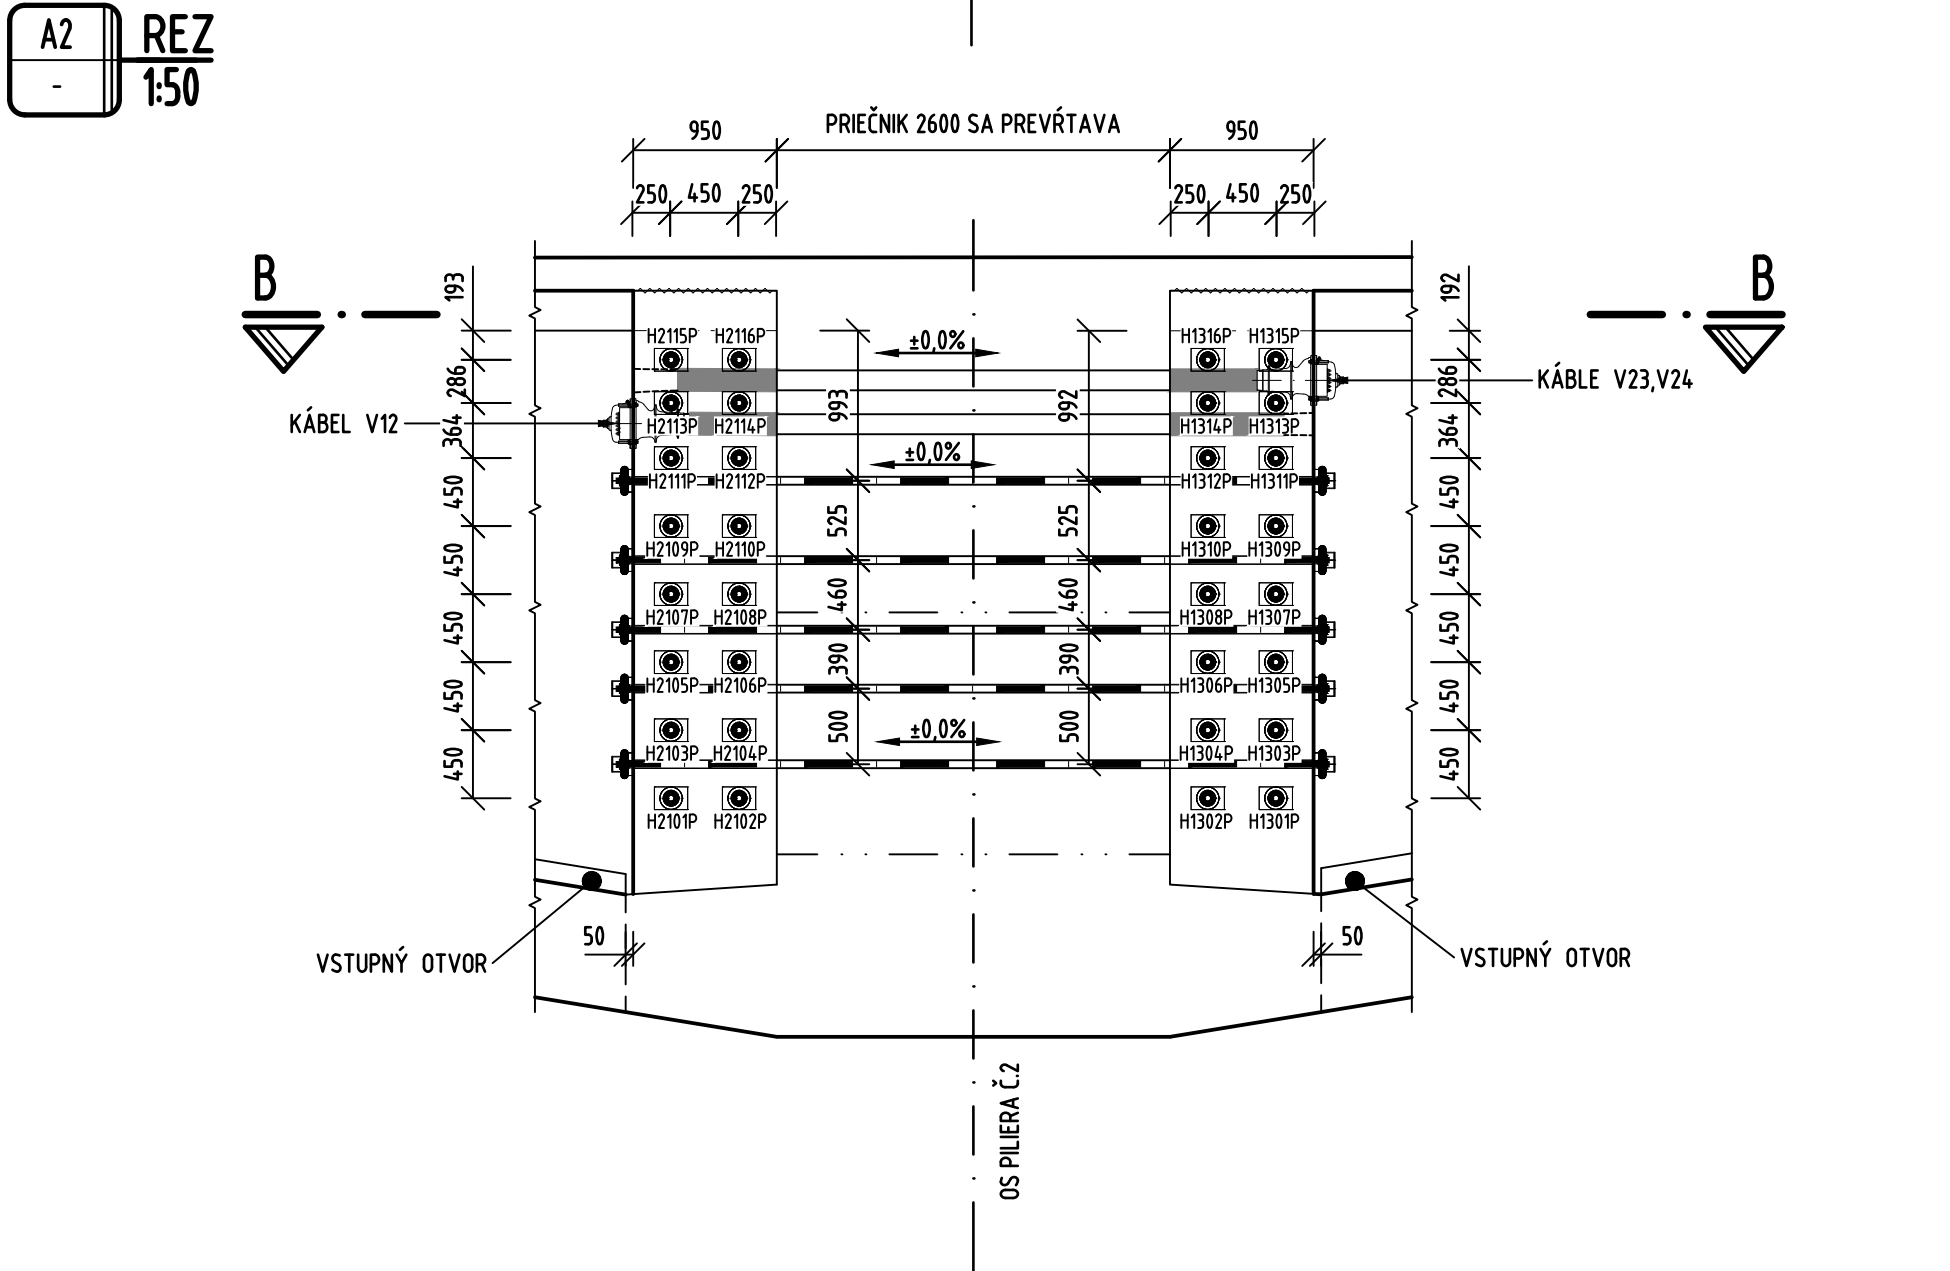 A2
-
REZ
1:50
PRIEČNIK 2600 SA PREVŔTAVA
950
950
250 450 250
250 450 250
B
B
193
286
364
450
450
450
450
450
192
286
364
450
450
450
450
450
H2115P H2116P
H1316P H1315P
±0,0%
KÁBLE V23,V24
KÁBEL V12
993
992
H2113P H2114P
H1314P H1313P
±0,0%
H2111P H2112P
H1312P H1311P
525
525
H2109P H2110P
H1310P H1309P
460
460
H2107P H2108P
H1308P H1307P
390
390
H2105P H2106P
H1306P H1305P
500
500
±0,0%
H2103P H2104P
H1304P H1303P
H2101P H2102P
H1302P H1301P
50
50
VSTUPNÝ OTVOR
VSTUPNÝ OTVOR
OS PILIERA Č.2